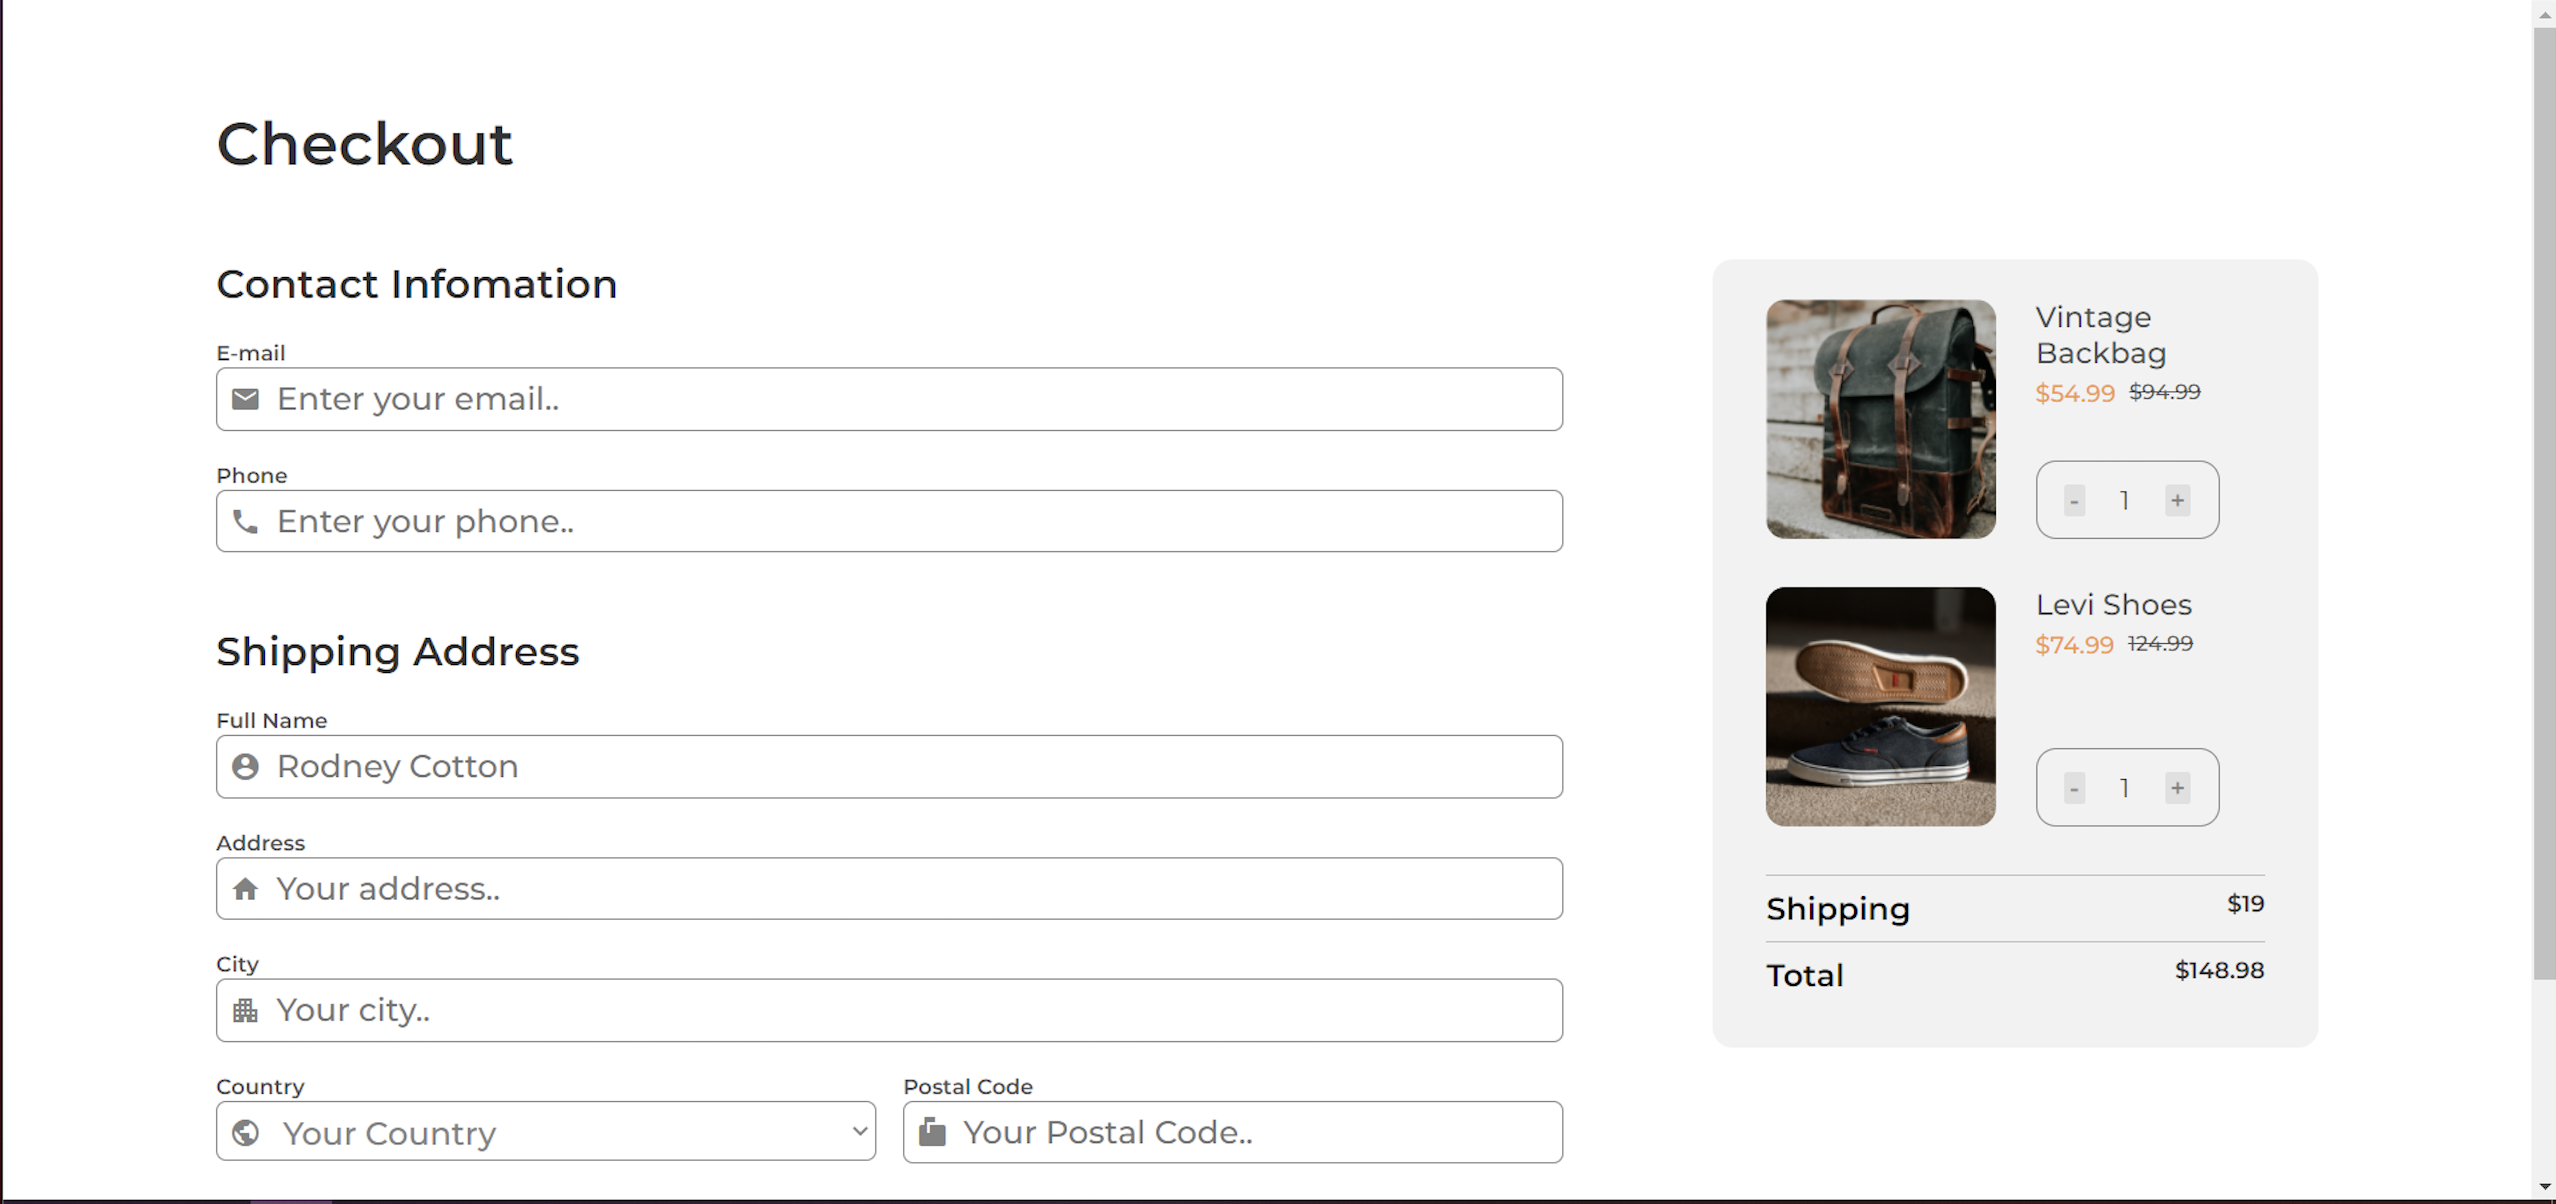 Checkout
Contact Infomation
E-mail
Enter your email..
Phone
Enter your phone..
Shipping Address
Full Name
Rodney Cotton
Address
Your address..
City
Your city..
Country
Your Country
Postal Code
Your Postal Code..
Vintage
Backbag
$54.99 $94.99
- 1 +
Levi Shoes
$74.99 124.99
- 1 +
Shipping $19
Total $148.98